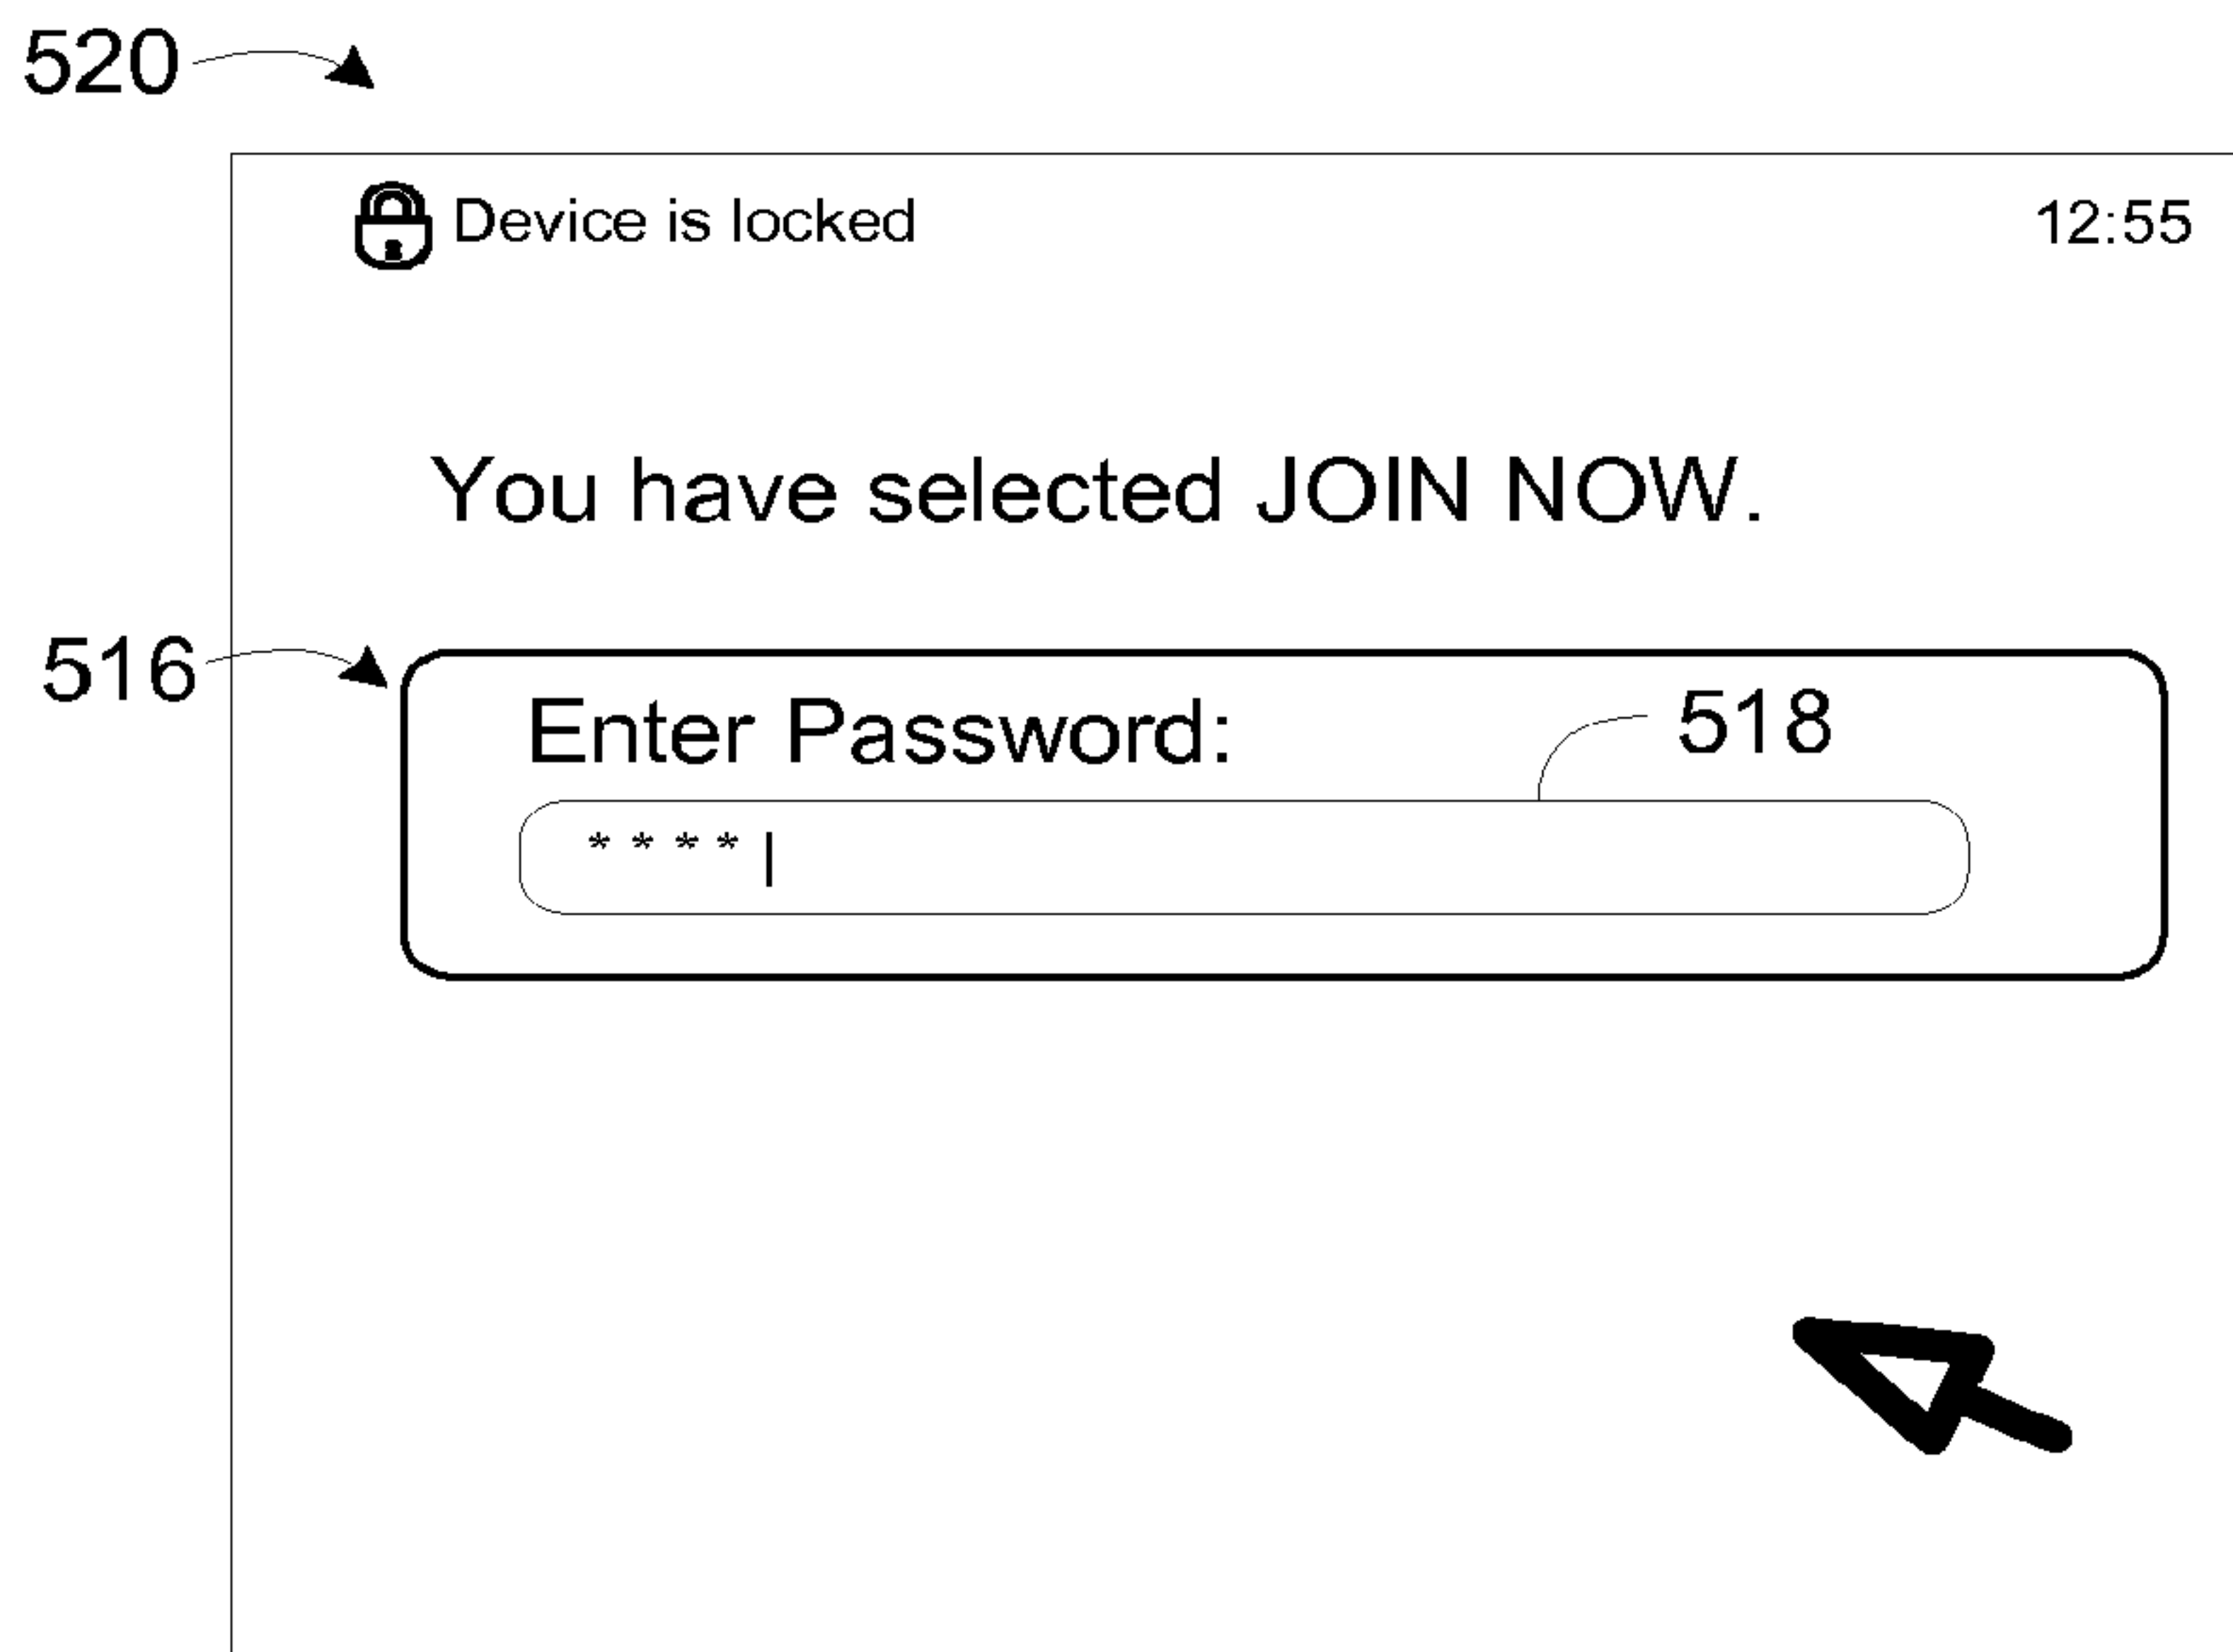 520
Device is locked 12:55
You have selected JOIN NOW.
516
Enter Password: 518
* * * * |